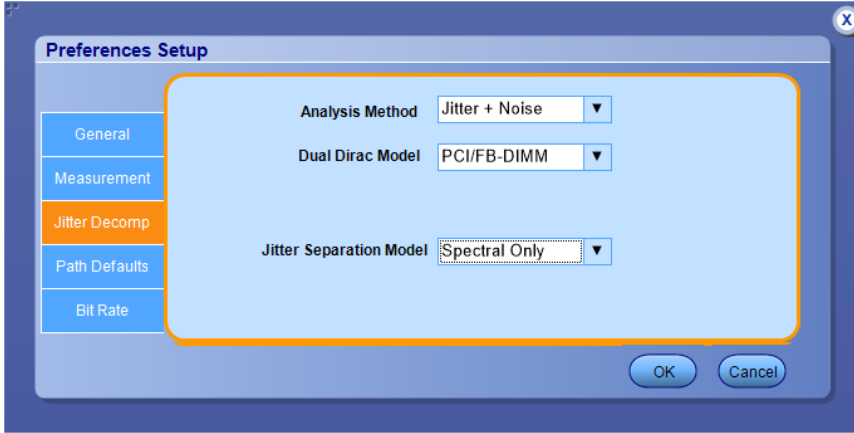 X
Preferences Setup
General
Measurement
Jitter Decomp
Path Defaults
Bit Rate
Analysis Method Jitter + Noise ▼
Dual Dirac Model PCI/FB-DIMM ▼
Jitter Separation Model Spectral Only ▼
OK Cancel